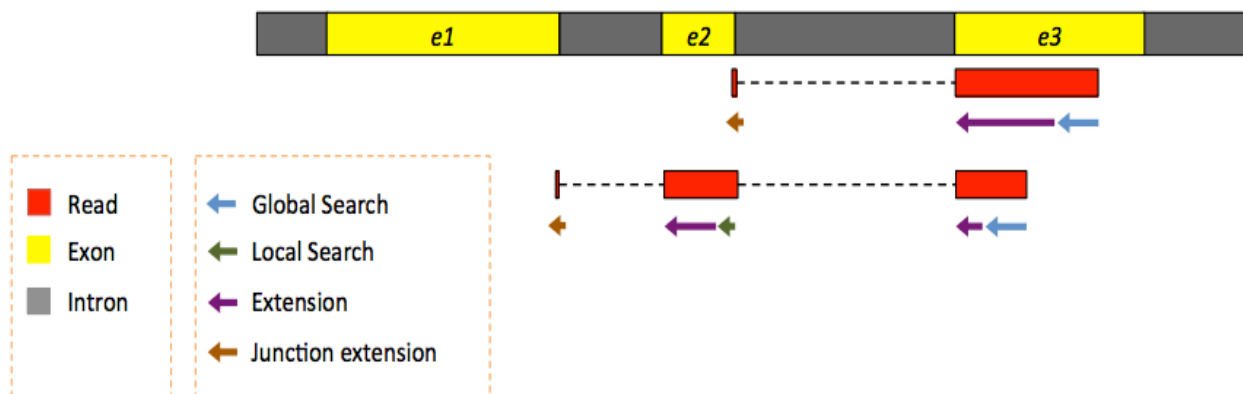 e1 e2 e3
Read
Exon
Intron
Global Search
Local Search
Extension
Junction extension